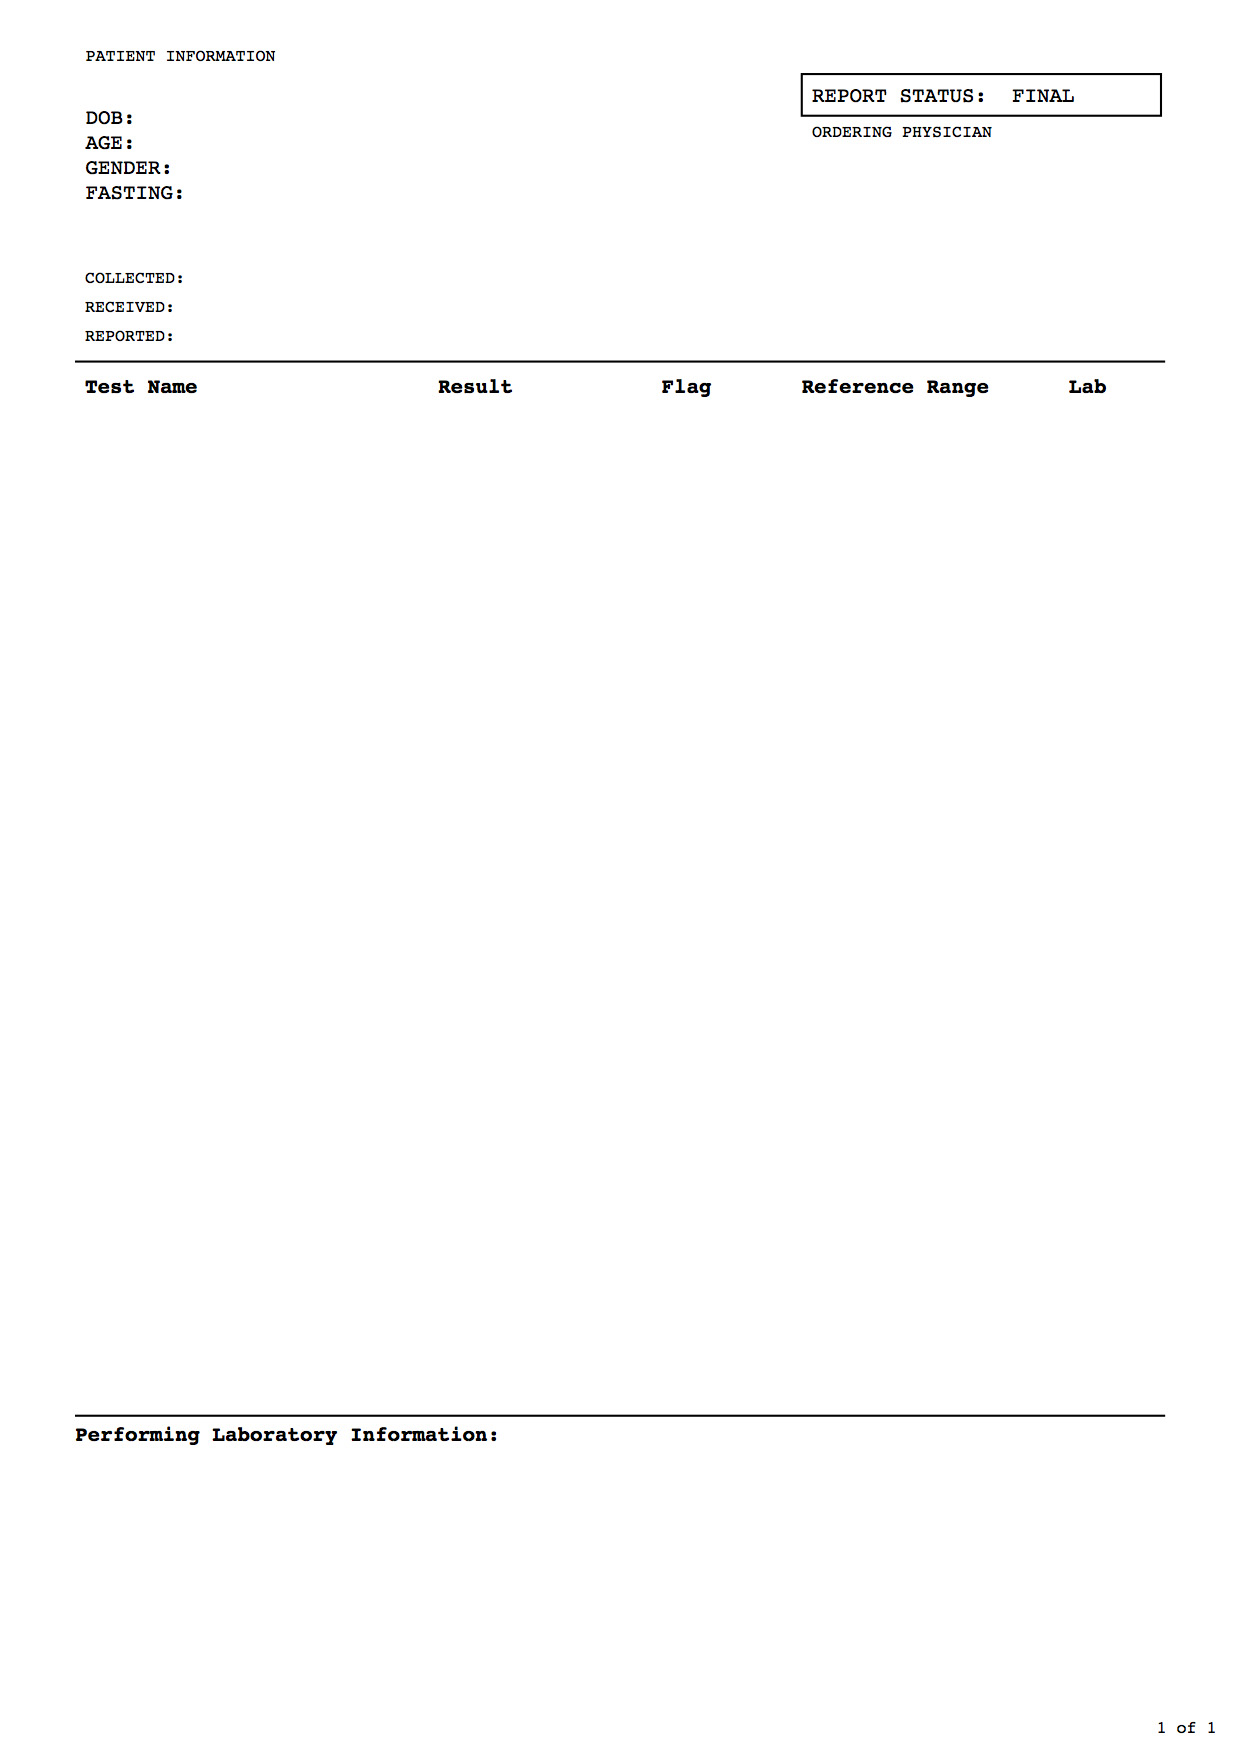 PATIENT INFORMATION
REPORT STATUS:  FINAL
ORDERING PHYSICIAN
DOB:
AGE:
GENDER:
FASTING:
COLLECTED:
RECEIVED:
REPORTED:
Test Name Result Flag Reference Range Lab
Performing Laboratory Information:
1 of 1